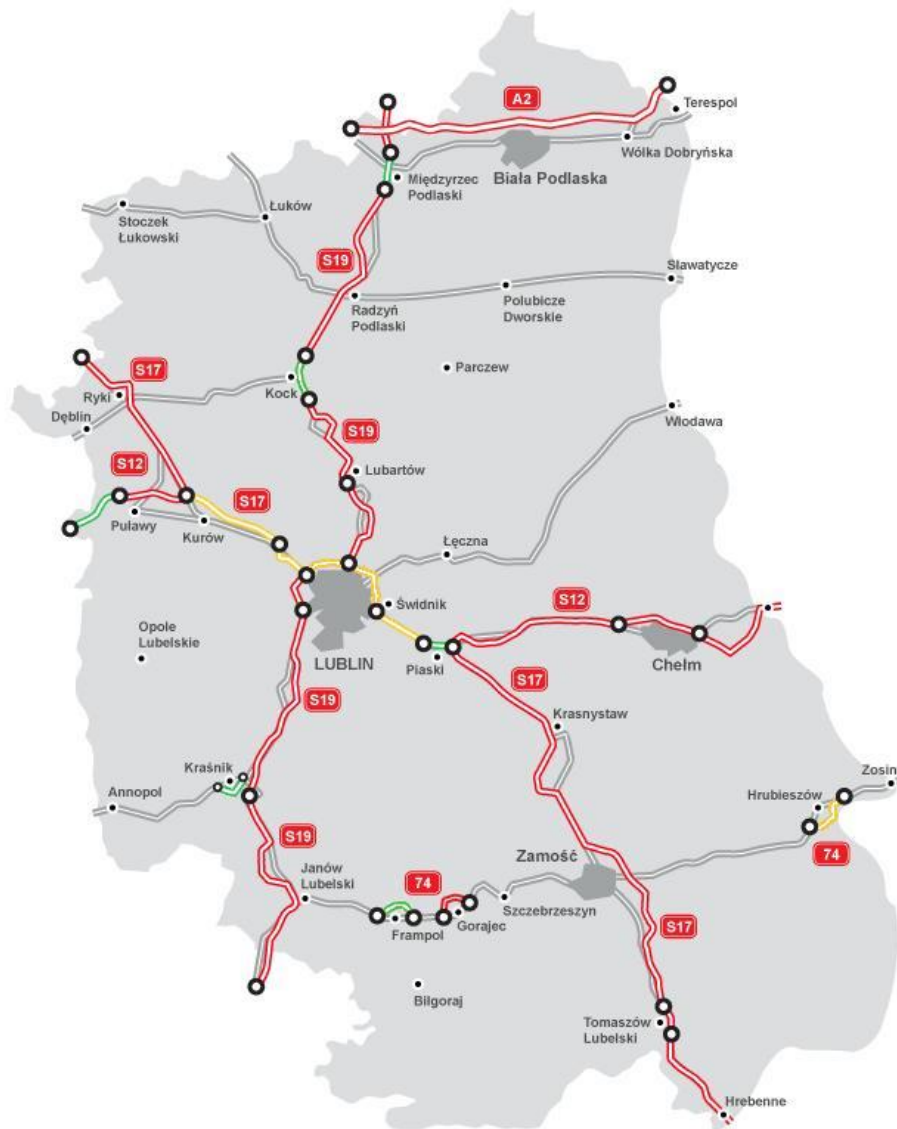 A2
Terespol
Wólka Dobryńska
Biała Podlaska
Międzyrzec
Podlaski
Łuków
Stoczek
Łukowski
S19
Sławatycze
Radzyń
Podlaski
Polubicze
Dworskie
S17
Parczew
Ryki
Kock
Dęblin
Włodawa
S19
S12
Lubartów
S17
Puławy
Kurów
Łęczna
Świdnik
S12
Opole
Lubelskie
LUBLIN
Piaski
Chełm
S17
S19
Krasnystaw
Kraśnik
Annopol
Zosin
Hrubieszów
S19
Zamość
74
Janów
Lubelski
74
Szczebrzeszyn
Gorajec
Frampol
S17
Biłgoraj
Tomaszów
Lubelski
Hrebenne